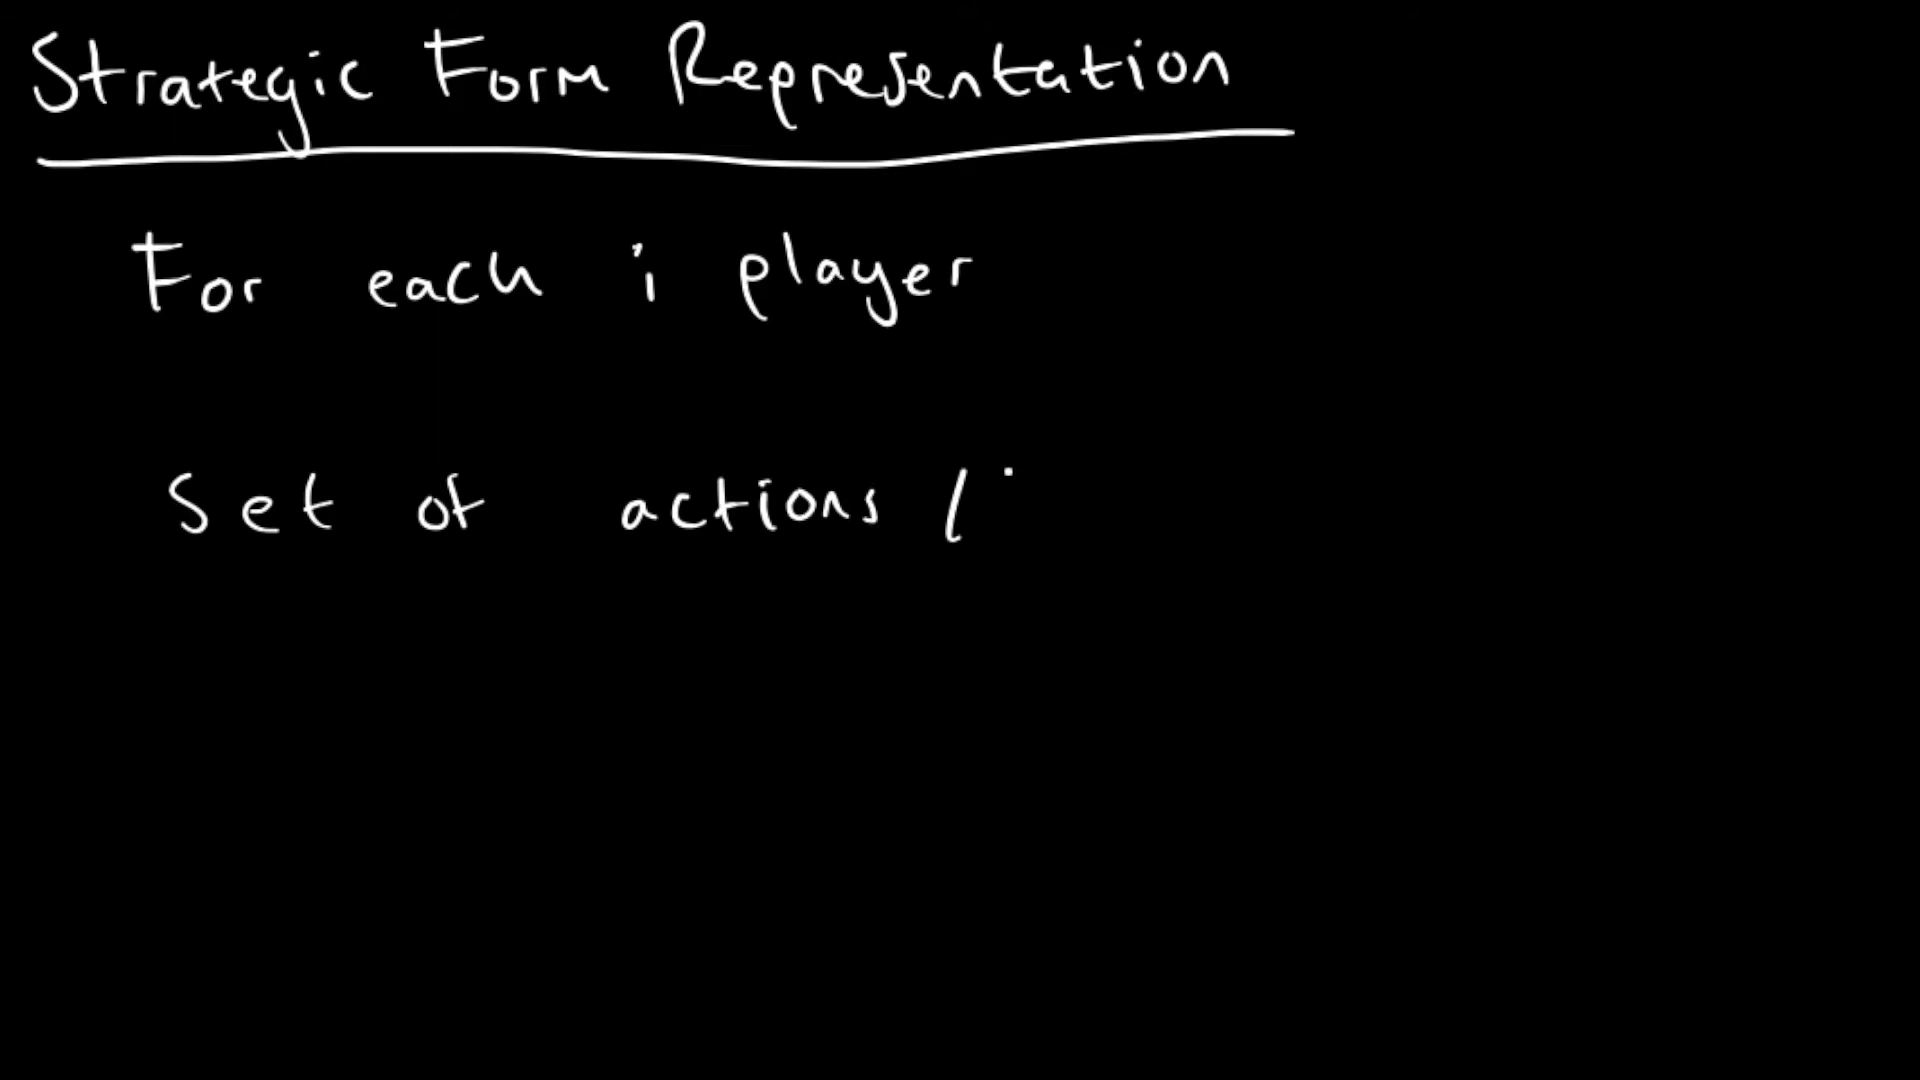 Strategic Form Representation
For each i player
Set of actions /